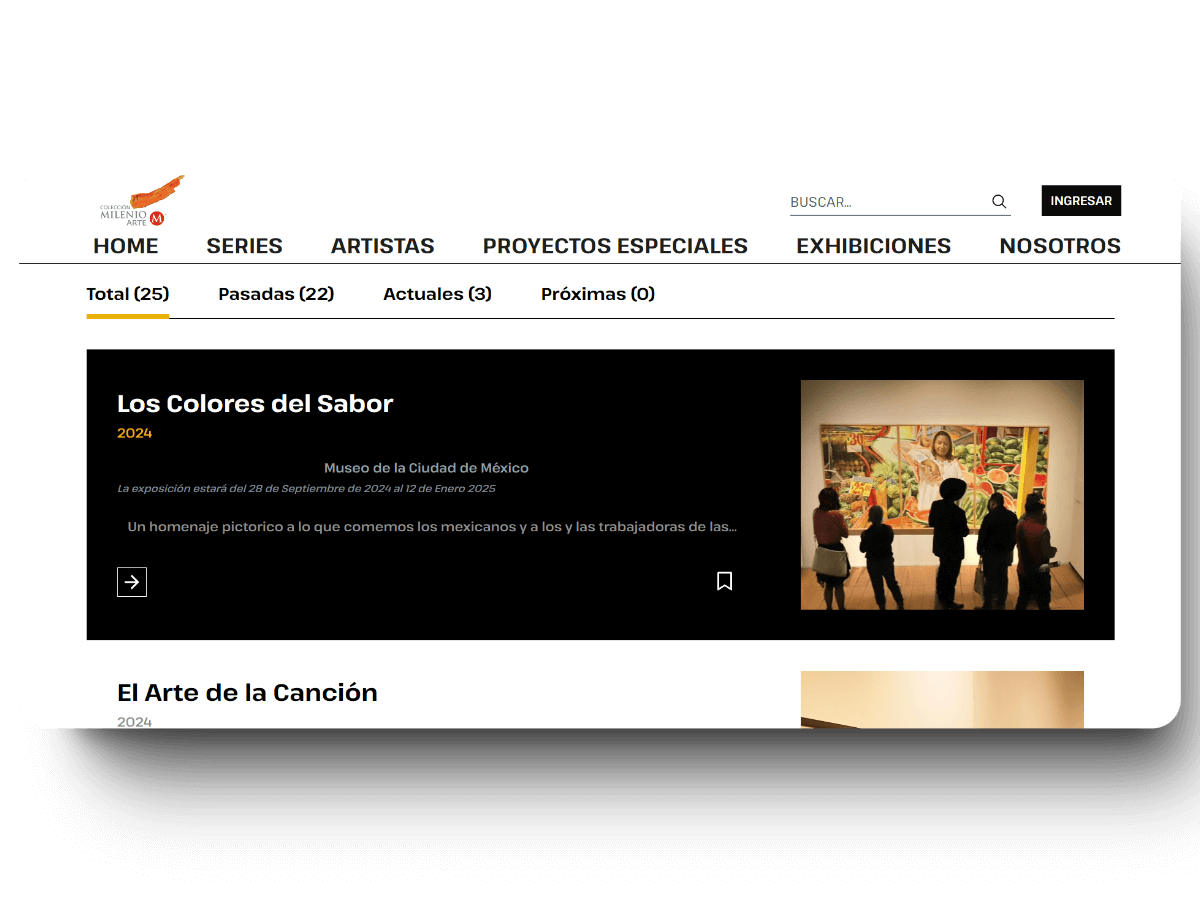 COLECCIÓN
MILENIO
ARTE
M
BUSCAR...
INGRESAR
HOME
SERIES
ARTISTAS
PROYECTOS ESPECIALES
EXHIBICIONES
NOSOTROS
Total (25)
Pasadas (22)
Actuales (3)
Próximas (0)
Los Colores del Sabor
2024
Museo de la Ciudad de México
La exposición estará del 28 de Septiembre de 2024 al 12 de Enero 2025
Un homenaje pictorico a lo que comemos los mexicanos y a los y las trabajadoras de las...
El Arte de la Canción
2024